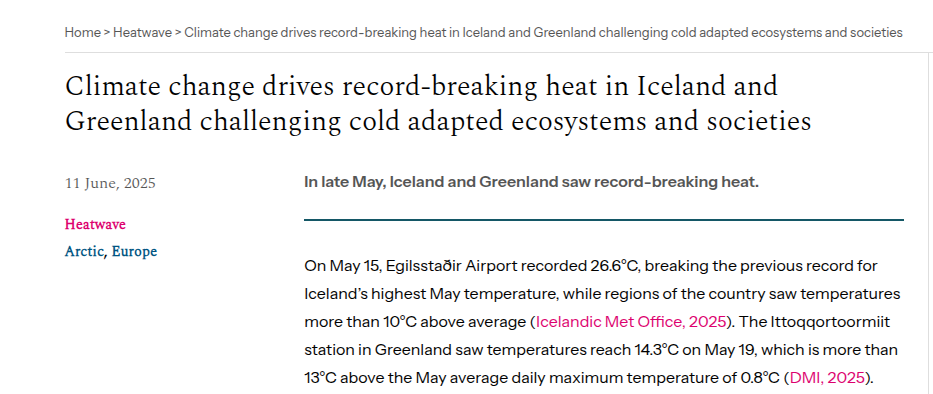 Home > Heatwave > Climate change drives record-breaking heat in Iceland and Greenland challenging cold adapted ecosystems and societies
Climate change drives record-breaking heat in Iceland and
Greenland challenging cold adapted ecosystems and societies
11 June, 2025
Heatwave
Arctic, Europe
In late May, Iceland and Greenland saw record-breaking heat.
On May 15, Egilsstaðir Airport recorded 26.6°C, breaking the previous record for
Iceland's highest May temperature, while regions of the country saw temperatures
more than 10°C above average (Icelandic Met Office, 2025). The Ittoqqortoormiit
station in Greenland saw temperatures reach 14.3°C on May 19, which is more than
13°C above the May average daily maximum temperature of 0.8°C (DMI, 2025).